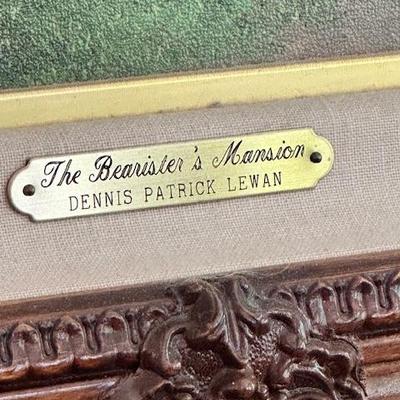 The Bearister's Mansion
DENNIS PATRICK LEWAN